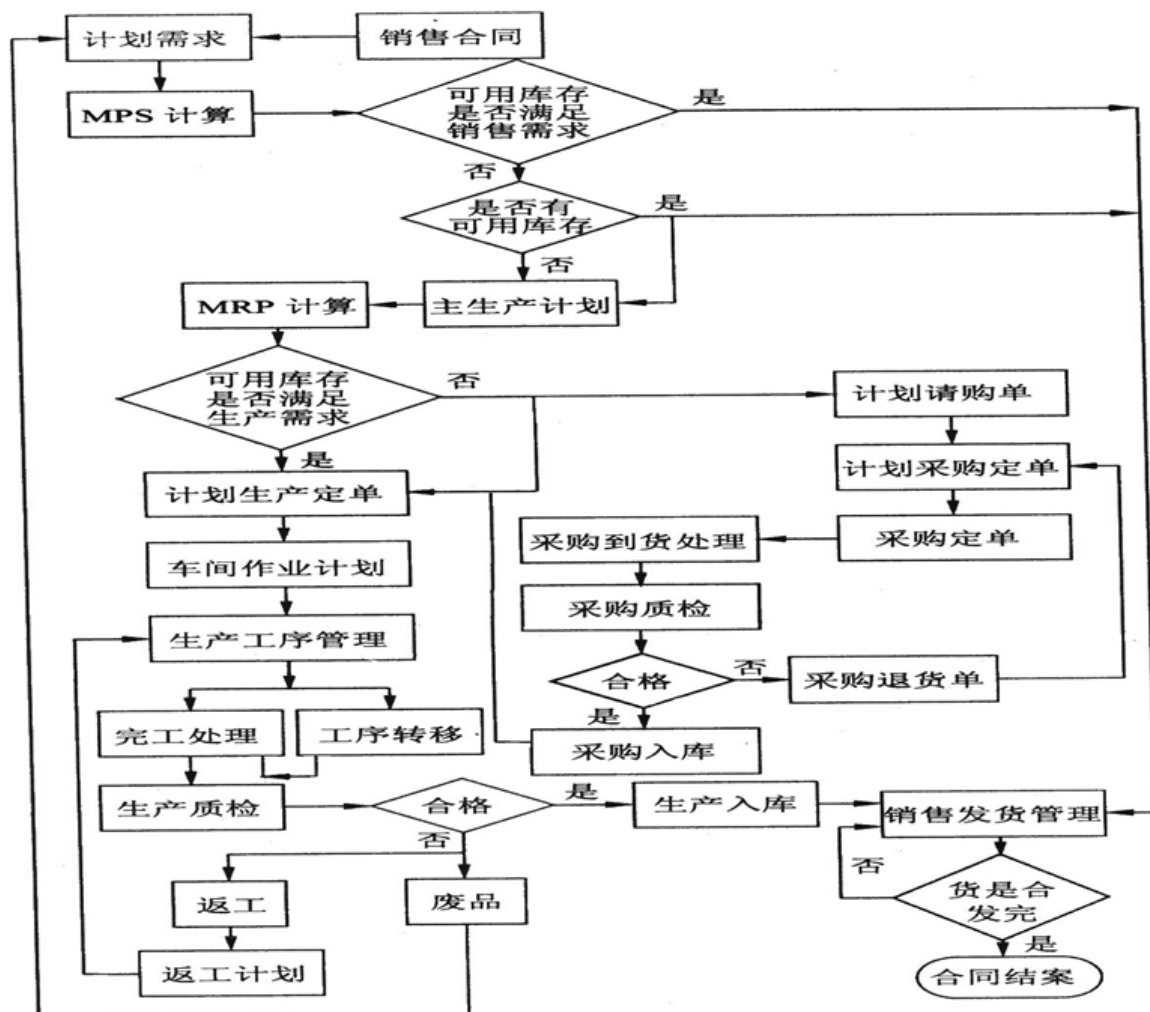 计划需求
销售合同
MPS 计算
可用库存
是否满足
销售需求
是
否
是否有
可用库存
是
否
MRP 计算
主生产计划
可用库存
是否满足
生产需求
否
是
计划请购单
计划生产定单
计划采购定单
车间作业计划
采购到货处理
采购定单
生产工序管理
采购质检
合格
否
采购退货单
是
完工处理
工序转移
采购入库
生产质检
合格
是
生产入库
销售发货管理
否
否
返工
废品
货是合
发完
是
返工计划
合同结案